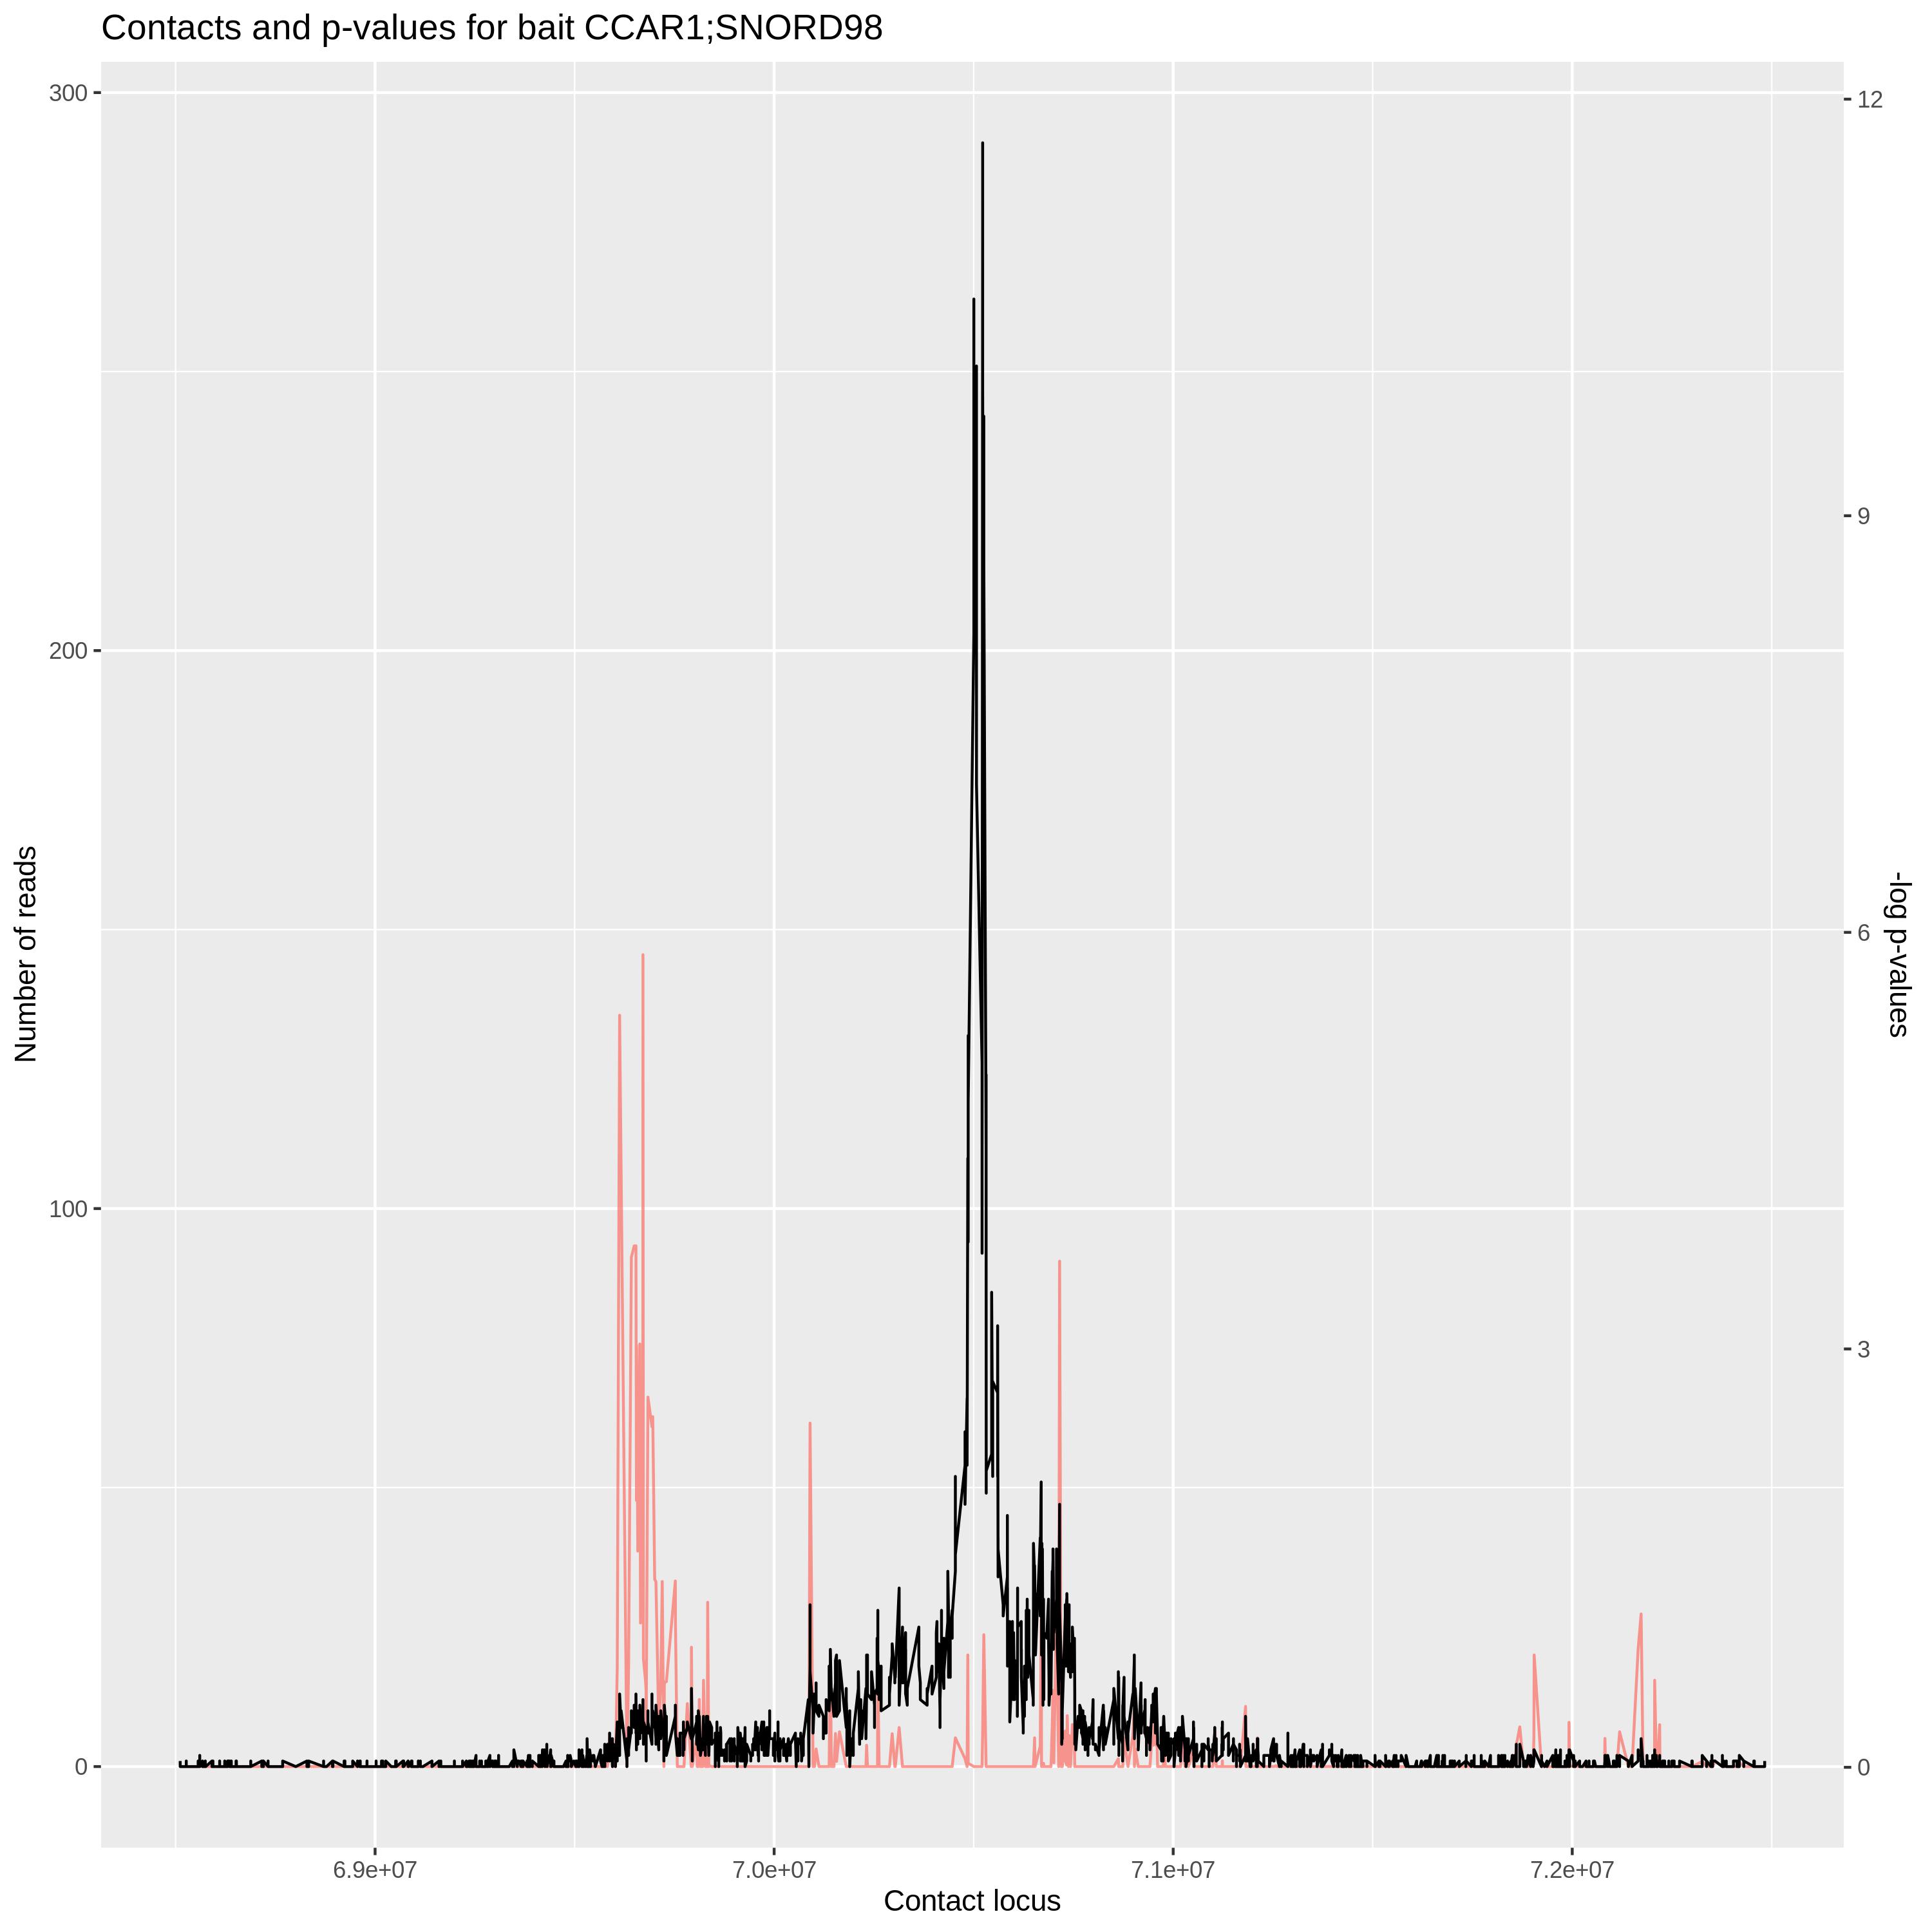 Contacts and p-values for bait CCAR1;SNORD98
300
200
100
0
Number of reads
12
9
6
3
0
-log p-values
6.9e+07
7.0e+07
7.1e+07
7.2e+07
Contact locus